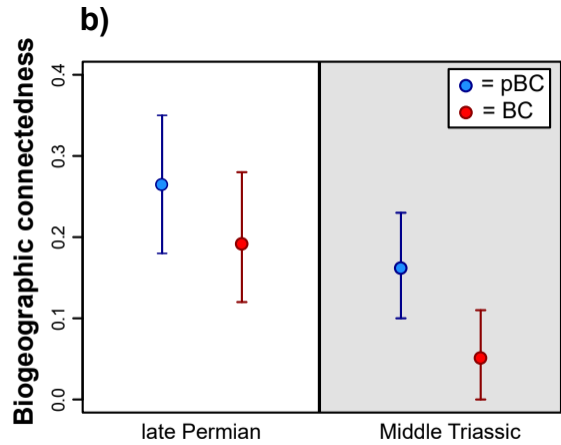 b)
Biogeographic connectedness
0.4
0.3
0.2
0.1
0.0
= pBC
= BC
late Permian
Middle Triassic